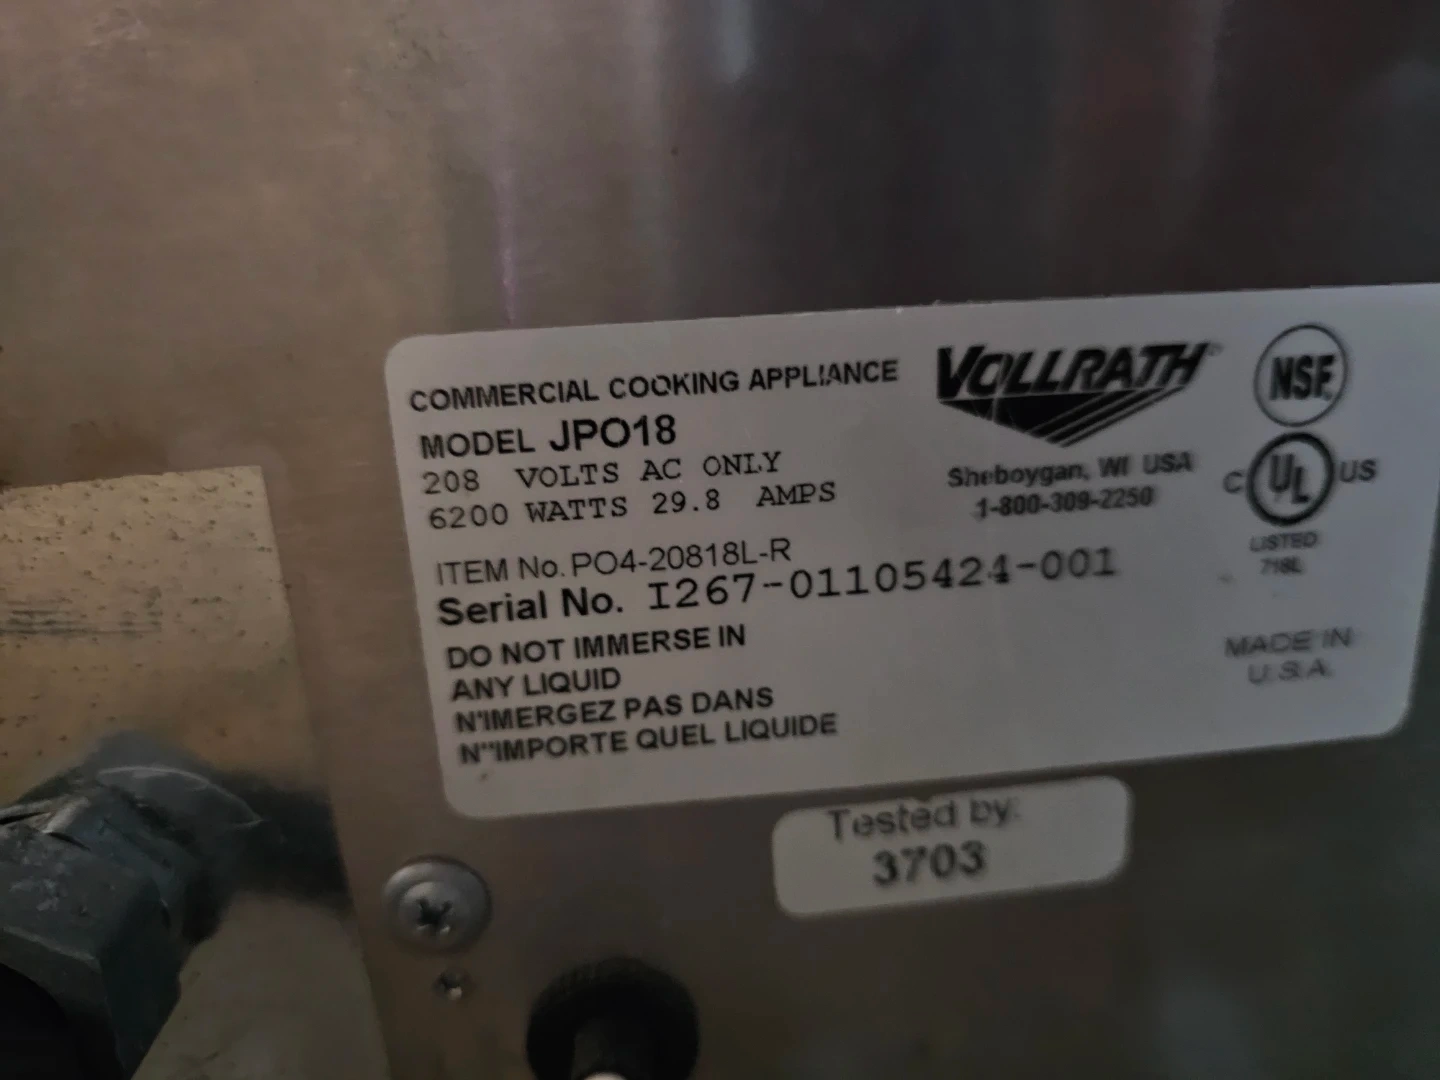 COMMERCIAL COOKING APPLIANCE
MODEL JPO18
208 VOLTS AC ONLY
6200 WATTS 29.8 AMPS
ITEM No. PO4-20818L-R
Serial No. I267-01105424-001
DO NOT IMMERSE IN
ANY LIQUID
N'IMERGEZ PAS DANS
N"IMPORTE QUEL LIQUIDE
VOLLRATH®
Sheboygan, WI USA
1-800-309-2250
NSF
C UL US
LISTED
MADE IN
U.S.A.
Tested by:
3703